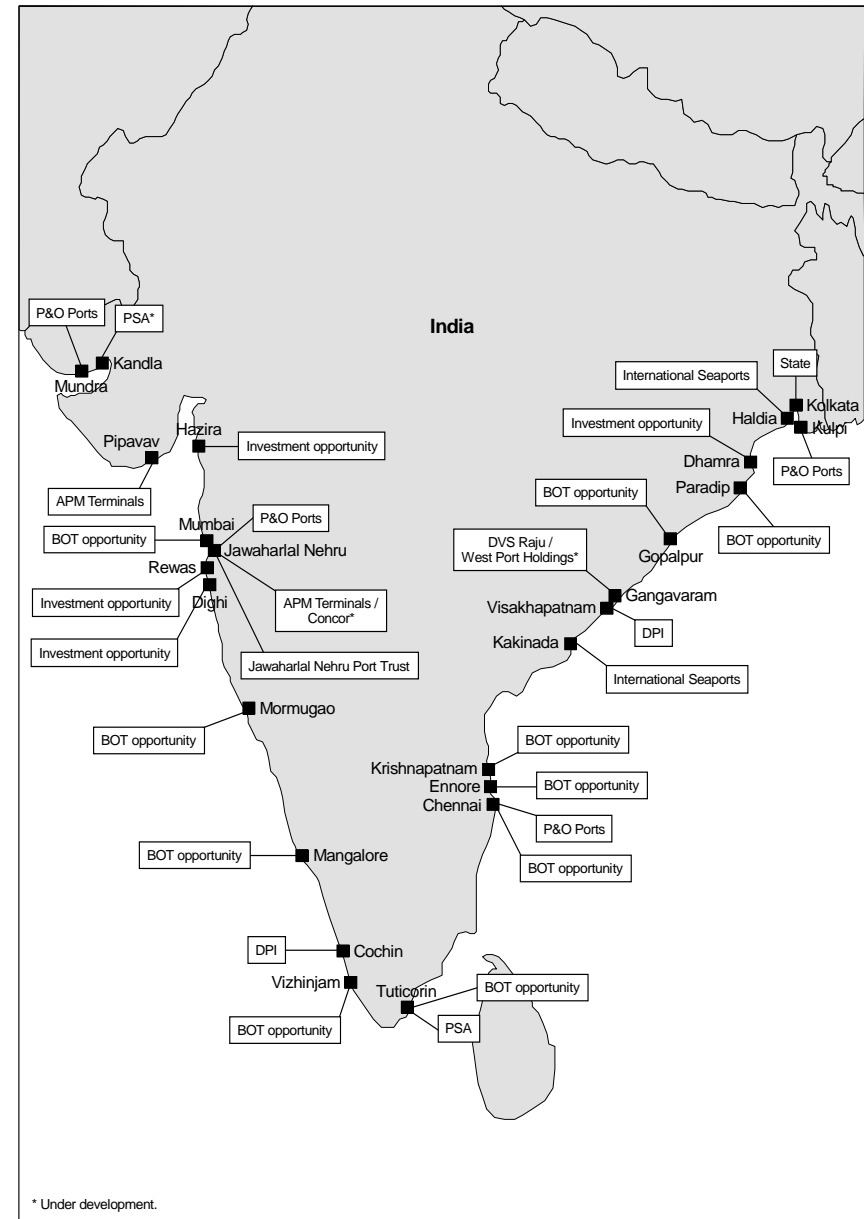 India
P&O Ports
PSA*
Kandla
Mundra
Hazira
Pipavav
Investment opportunity
APM Terminals
P&O Ports
Mumbai
BOT opportunity
Jawaharlal Nehru
Rewas
Investment opportunity
Dighi
APM Terminals /
Concor*
Investment opportunity
Jawaharlal Nehru Port Trust
Mormugao
BOT opportunity
BOT opportunity
Mangalore
DPI
Cochin
Vizhinjam
BOT opportunity
Tuticorin
BOT opportunity
PSA
State
International Seaports
Kolkata
Haldia
Kulpi
Investment opportunity
Dhamra
P&O Ports
Paradip
BOT opportunity
BOT opportunity
Gopalpur
DVS Raju /
West Port Holdings*
Gangavaram
Visakhapatnam
DPI
Kakinada
International Seaports
BOT opportunity
Krishnapatnam
Ennore
BOT opportunity
Chennai
P&O Ports
BOT opportunity
* Under development.